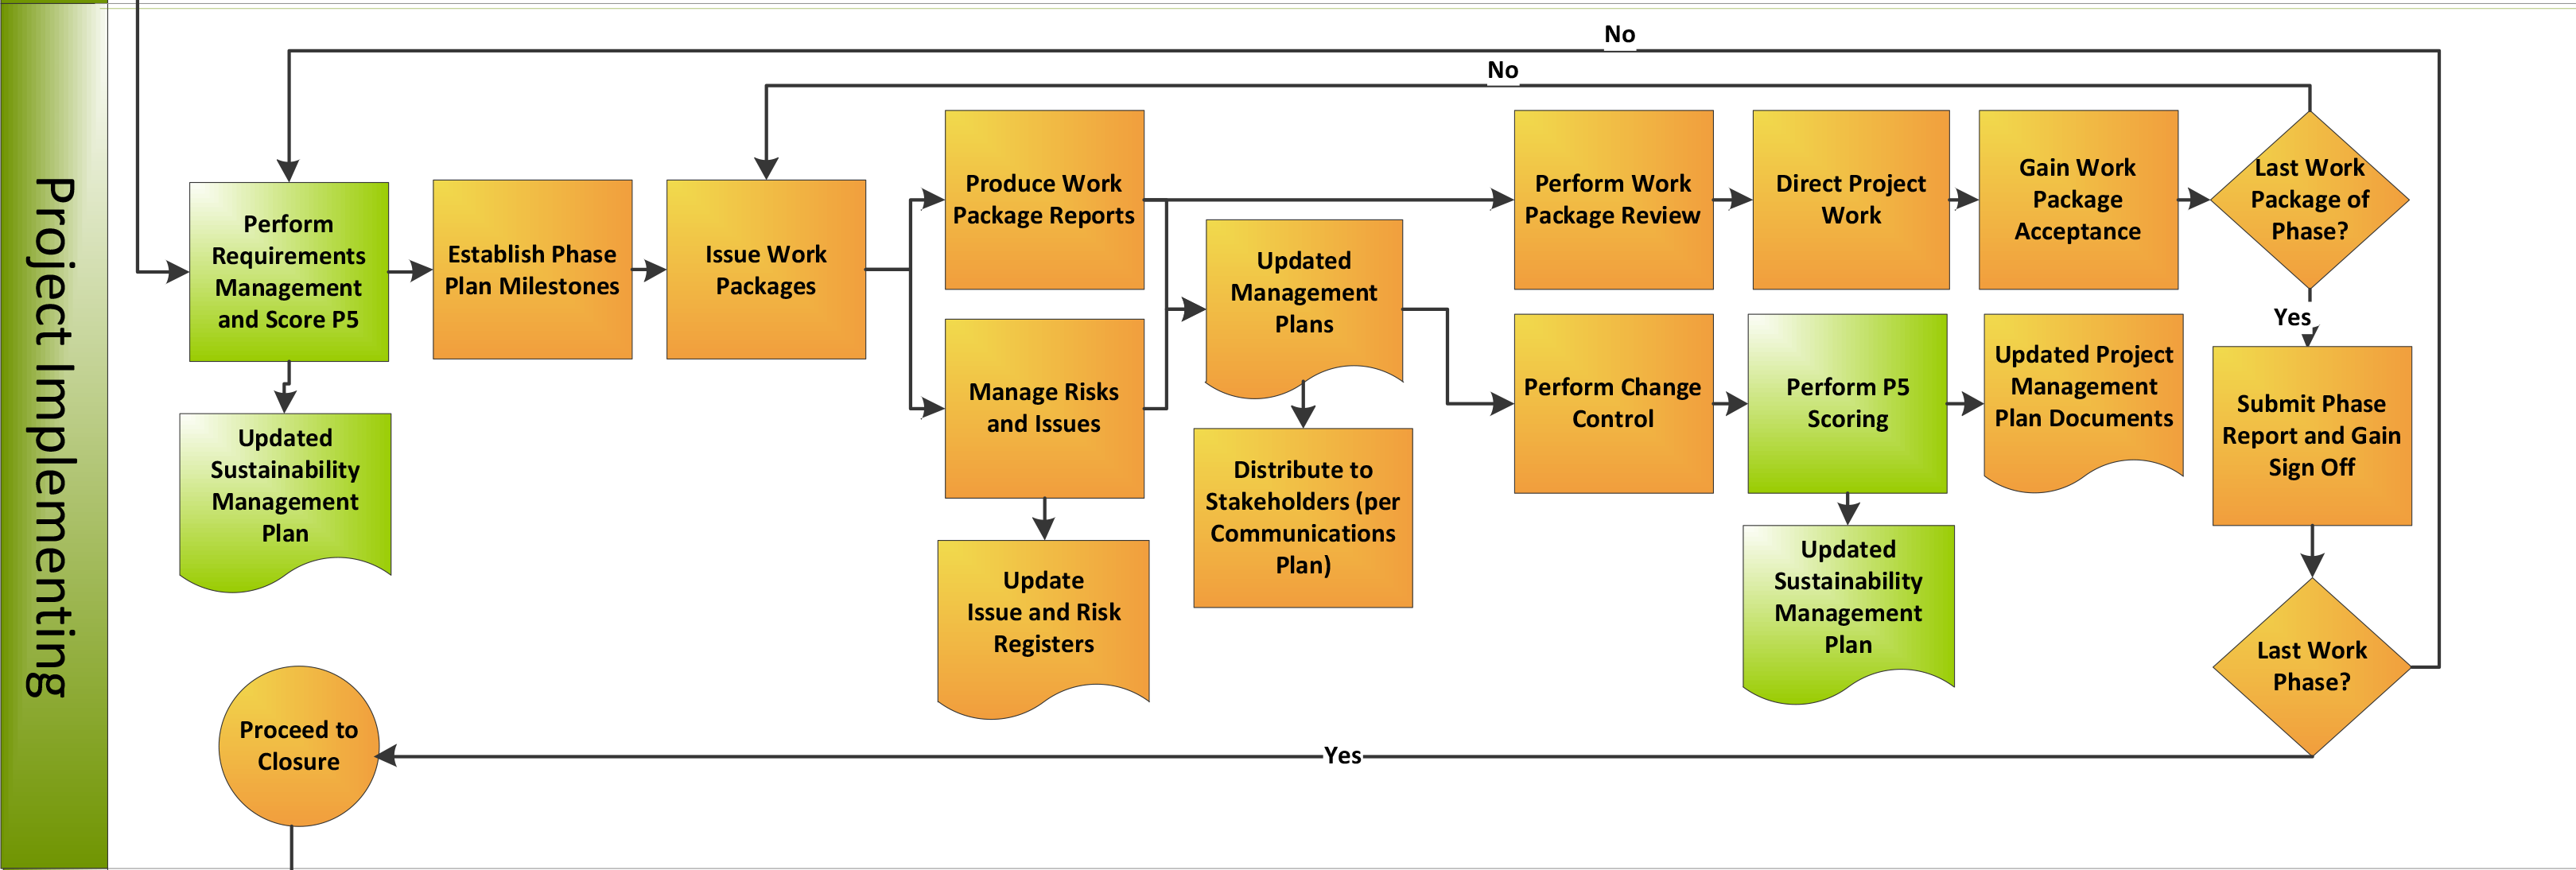 Project Implementing
No
No
Perform
Requirements
Management
and Score P5
Establish Phase
Plan Milestones
Issue Work
Packages
Produce Work
Package Reports
Manage Risks
and Issues
Updated
Management
Plans
Perform Work
Package Review
Direct Project
Work
Gain Work
Package
Acceptance
Last Work
Package of
Phase?
Yes
Perform Change
Control
Perform P5
Scoring
Updated Project
Management
Plan Documents
Submit Phase
Report and Gain
Sign Off
Updated
Sustainability
Management
Plan
Distribute to
Stakeholders (per
Communications
Plan)
Update
Issue and Risk
Registers
Updated
Sustainability
Management
Plan
Last Work
Phase?
Proceed to
Closure
Yes